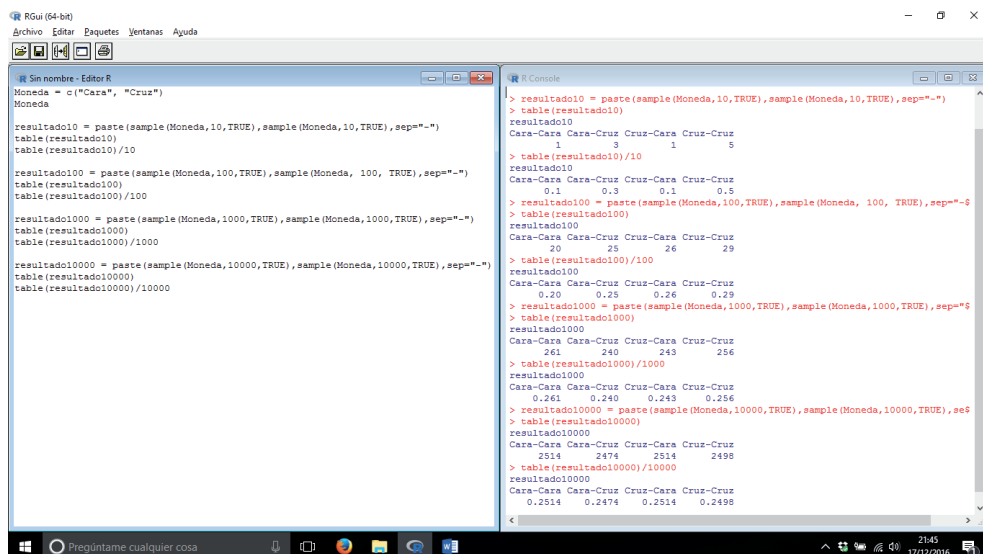 RGui (64-bit)
Archivo Editar Paquetes Ventanas Ayuda
Sin nombre - Editor R
Moneda = c("Cara", "Cruz")
Moneda
resultado10 = paste(sample(Moneda,10,TRUE),sample(Moneda,10,TRUE),sep="-")
table(resultado10)
table(resultado10)/10
resultado100 = paste(sample(Moneda,100,TRUE),sample(Moneda, 100, TRUE),sep="-")
table(resultado100)
table(resultado100)/100
resultado1000 = paste(sample(Moneda,1000,TRUE),sample(Moneda,1000,TRUE),sep="-")
table(resultado1000)
table(resultado1000)/1000
resultado10000 = paste(sample(Moneda,10000,TRUE),sample(Moneda,10000,TRUE),sep="-")
table(resultado10000)
table(resultado10000)/10000
R Console
> resultado10 = paste(sample(Moneda,10,TRUE),sample(Moneda,10,TRUE),sep="-")
> table(resultado10)
resultado10
Cara-Cara Cara-Cruz Cruz-Cara Cruz-Cruz
1 3 1 5
> table(resultado10)/10
resultado10
Cara-Cara Cara-Cruz Cruz-Cara Cruz-Cruz
0.1 0.3 0.1 0.5
> resultado100 = paste(sample(Moneda,100,TRUE),sample(Moneda, 100, TRUE),sep="-$
> table(resultado100)
resultado100
Cara-Cara Cara-Cruz Cruz-Cara Cruz-Cruz
20 25 26 29
> table(resultado100)/100
resultado100
Cara-Cara Cara-Cruz Cruz-Cara Cruz-Cruz
0.20 0.25 0.26 0.29
> resultado1000 = paste(sample(Moneda,1000,TRUE),sample(Moneda,1000,TRUE),sep="$
> table(resultado1000)
resultado1000
Cara-Cara Cara-Cruz Cruz-Cara Cruz-Cruz
261 240 243 256
> table(resultado1000)/1000
resultado1000
Cara-Cara Cara-Cruz Cruz-Cara Cruz-Cruz
0.261 0.240 0.243 0.256
> resultado10000 = paste(sample(Moneda,10000,TRUE),sample(Moneda,10000,TRUE),se$
> table(resultado10000)
resultado10000
Cara-Cara Cara-Cruz Cruz-Cara Cruz-Cruz
2514 2474 2514 2498
> table(resultado10000)/10000
resultado10000
Cara-Cara Cara-Cruz Cruz-Cara Cruz-Cruz
0.2514 0.2474 0.2514 0.2498
Pregúntame cualquier cosa
21:45
17/12/2016